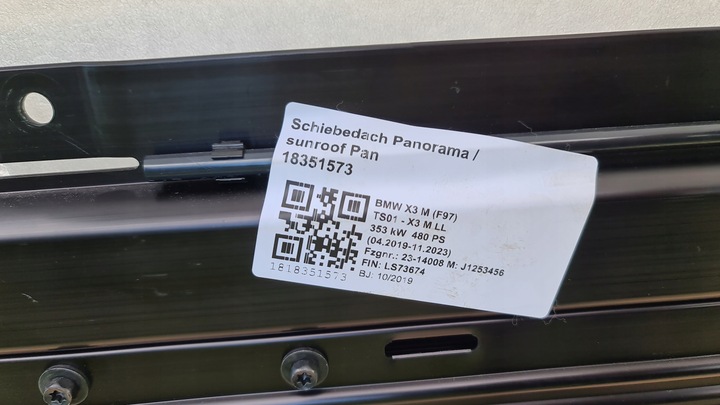 Schiebedach Panorama /
sunroof Pan
18351573
BMW X3 M (F97)
TS01 - X3 M LL
353 kW 480 PS
(04.2019-11.2023)
Fzgnr.: 23-14008 M: J1253456
FIN: LS73674
BJ: 10/2019
1818351573